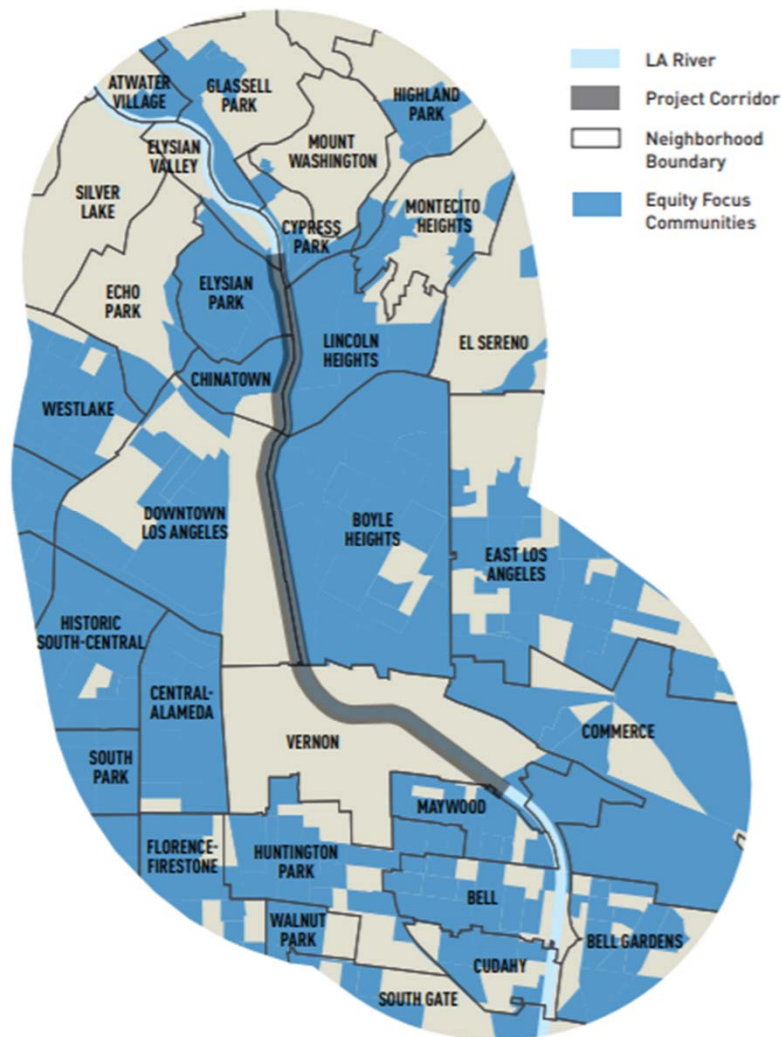 LA River
Project Corridor
Neighborhood
Boundary
Equity Focus
Communities
ATWATER
VILLAGE
GLASSELL
PARK
HIGHLAND
PARK
ELYSIAN
VALLEY
MOUNT
WASHINGTON
SILVER
LAKE
MONTECITO
HEIGHTS
CYPRESS
PARK
ECHO
PARK
ELYSIAN
PARK
LINCOLN
HEIGHTS
EL SERENO
CHINATOWN
WESTLAKE
DOWNTOWN
LOS ANGELES
BOYLE
HEIGHTS
EAST LOS
ANGELES
HISTORIC
SOUTH-CENTRAL
CENTRAL-
ALAMEDA
VERNON
COMMERCE
SOUTH
PARK
MAYWOOD
FLORENCE-
FIRESTONE
HUNTINGTON
PARK
BELL
WALNUT
PARK
BELL GARDENS
CUDAHY
SOUTH GATE